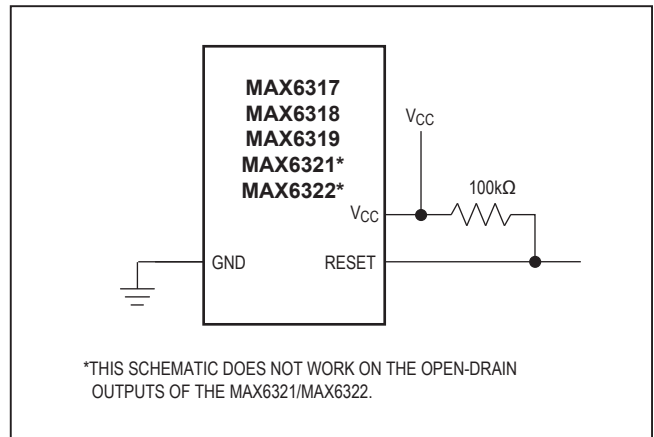 MAX6317
MAX6318
MAX6319
MAX6321*
MAX6322*
VCC
VCC
100kΩ
GND
RESET
*THIS SCHEMATIC DOES NOT WORK ON THE OPEN-DRAIN
OUTPUTS OF THE MAX6321/MAX6322.